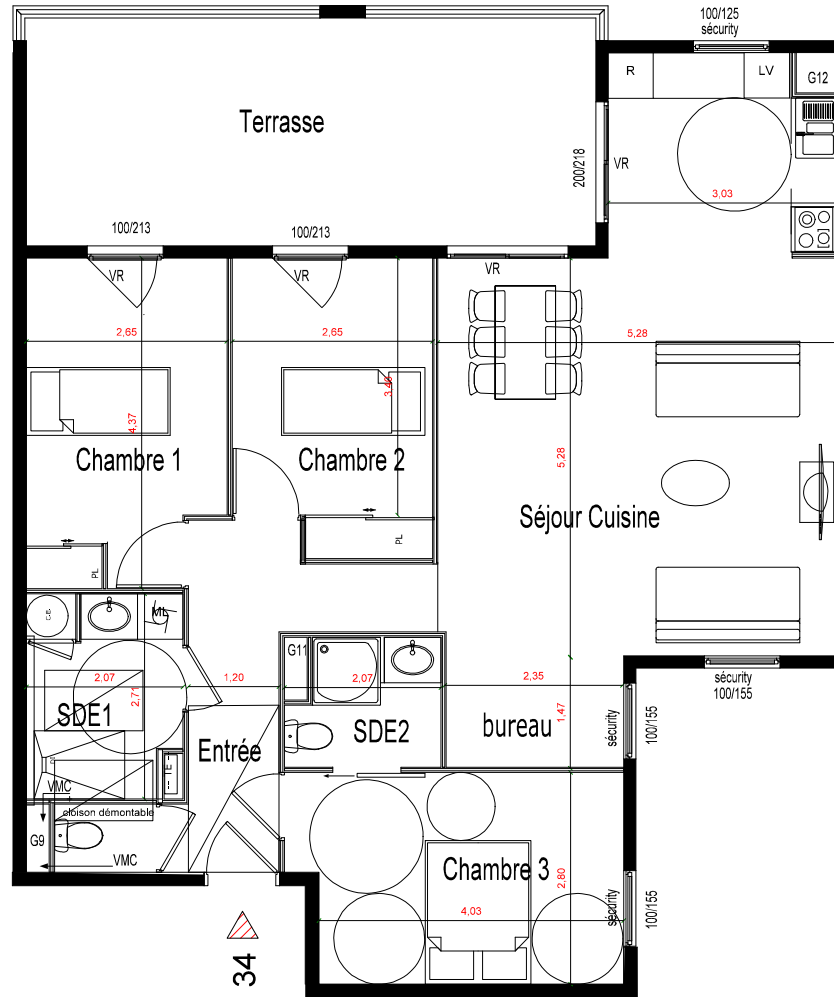 100/125
sécurity
R
LV
G12
Terrasse
200/218
VR
3,03
100/213
100/213
VR
VR
VR
2,65
2,65
5,28
4,37
3,46
Chambre 1
Chambre 2
5,28
Séjour Cuisine
PL
PL
C.E.
ML
G11
2,07
1,20
2,07
2,35
sécurity
100/155
2,71
SDE1
SDE2
bureau
1,47
sécurity
100/155
Entrée
TE
VMC
cloison démontable
G9
VMC
Chambre 3
2,80
4,03
sécurity
100/155
34